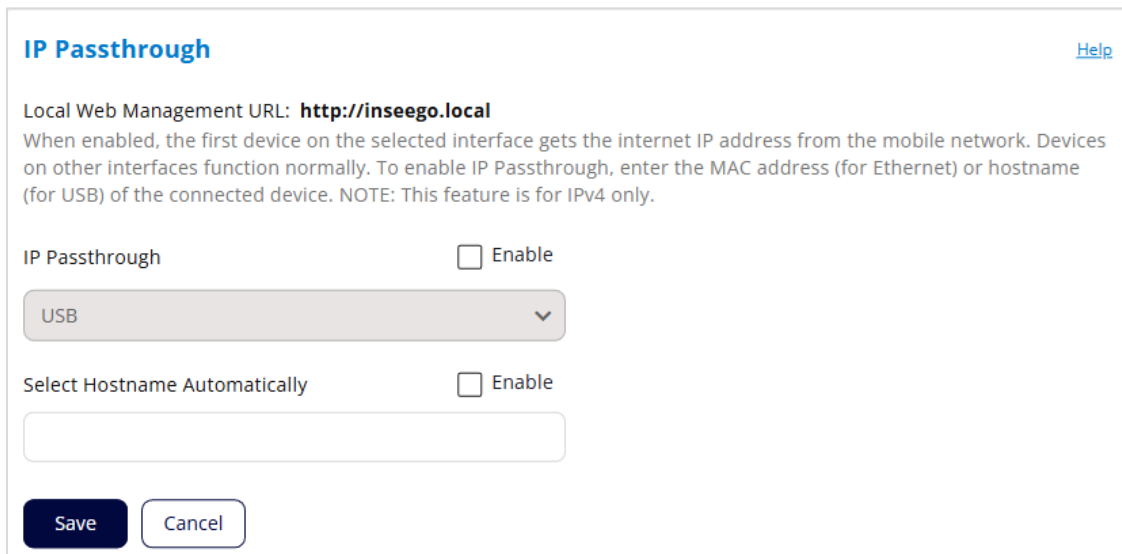 IP Passthrough
Help
Local Web Management URL: http://inseego.local
When enabled, the first device on the selected interface gets the internet IP address from the mobile network. Devices
on other interfaces function normally. To enable IP Passthrough, enter the MAC address (for Ethernet) or hostname
(for USB) of the connected device. NOTE: This feature is for IPv4 only.
IP Passthrough Enable
USB
Select Hostname Automatically Enable
Save Cancel